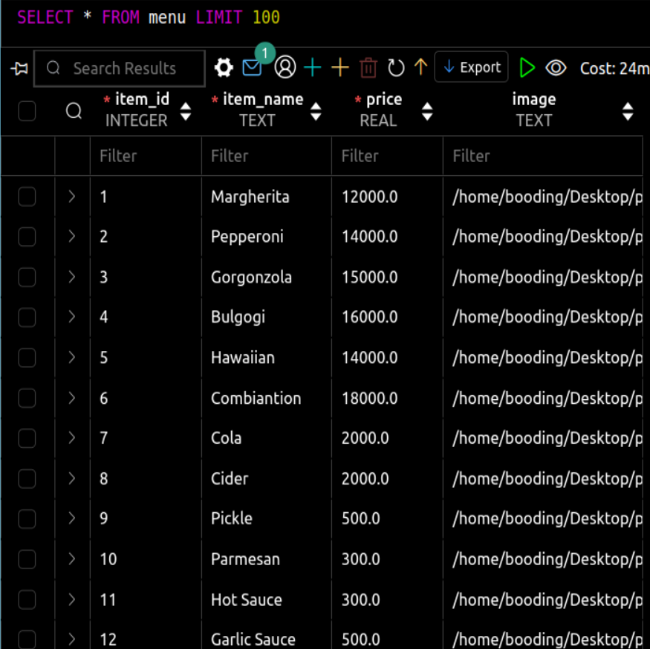 SELECT * FROM menu LIMIT 100
1
Search Results Export Cost: 24m
* item_id * item_name * price image
INTEGER TEXT REAL TEXT
Filter Filter Filter Filter
1 Margherita 12000.0 /home/booding/Desktop/p
2 Pepperoni 14000.0 /home/booding/Desktop/p
3 Gorgonzola 15000.0 /home/booding/Desktop/p
4 Bulgogi 16000.0 /home/booding/Desktop/p
5 Hawaiian 14000.0 /home/booding/Desktop/p
6 Combiantion 18000.0 /home/booding/Desktop/p
7 Cola 2000.0 /home/booding/Desktop/p
8 Cider 2000.0 /home/booding/Desktop/p
9 Pickle 500.0 /home/booding/Desktop/p
10 Parmesan 300.0 /home/booding/Desktop/p
11 Hot Sauce 300.0 /home/booding/Desktop/p
12 Garlic Sauce 500.0 /home/booding/Desktop/p